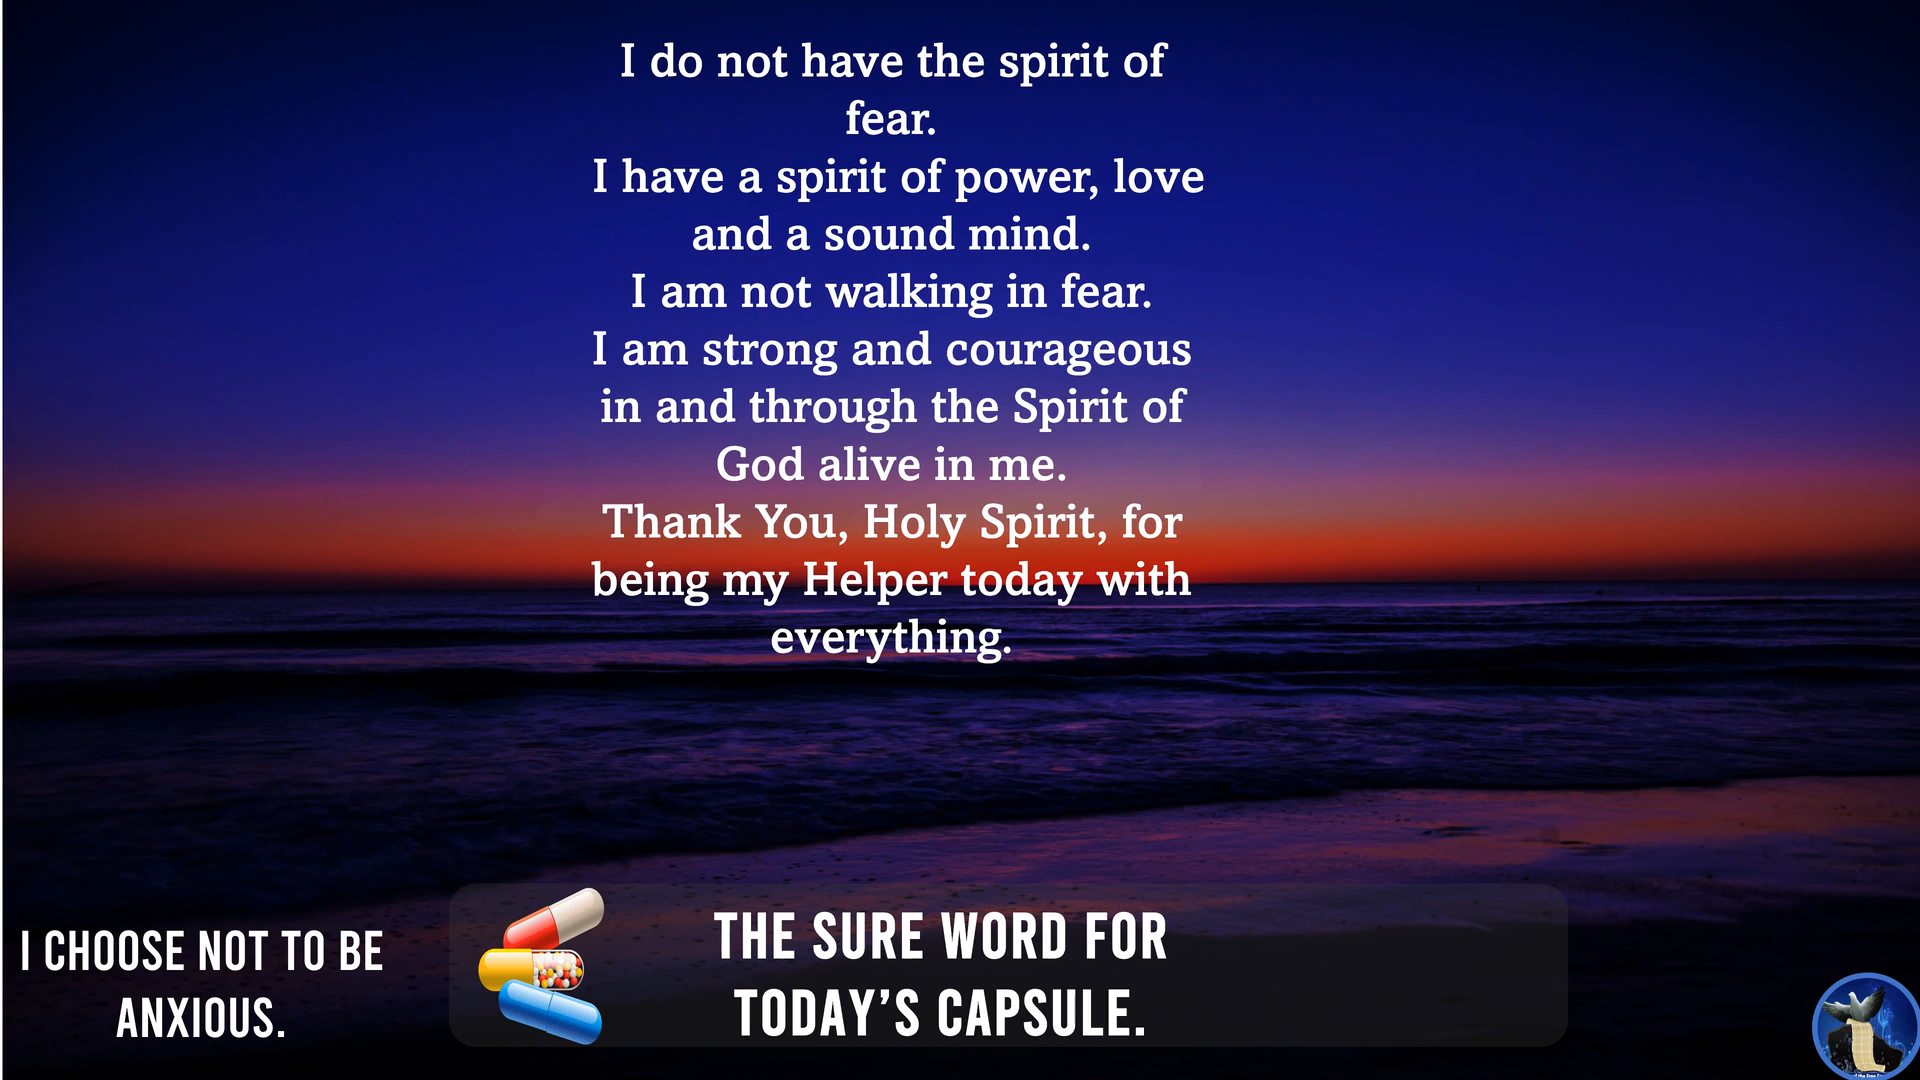 I do not have the spirit of
fear.
I have a spirit of power, love
and a sound mind.
I am not walking in fear.
I am strong and courageous
in and through the Spirit of
God alive in me.
Thank You, Holy Spirit, for
being my Helper today with
everything.
I CHOOSE NOT TO BE
ANXIOUS.
THE SURE WORD FOR
TODAY’S CAPSULE.